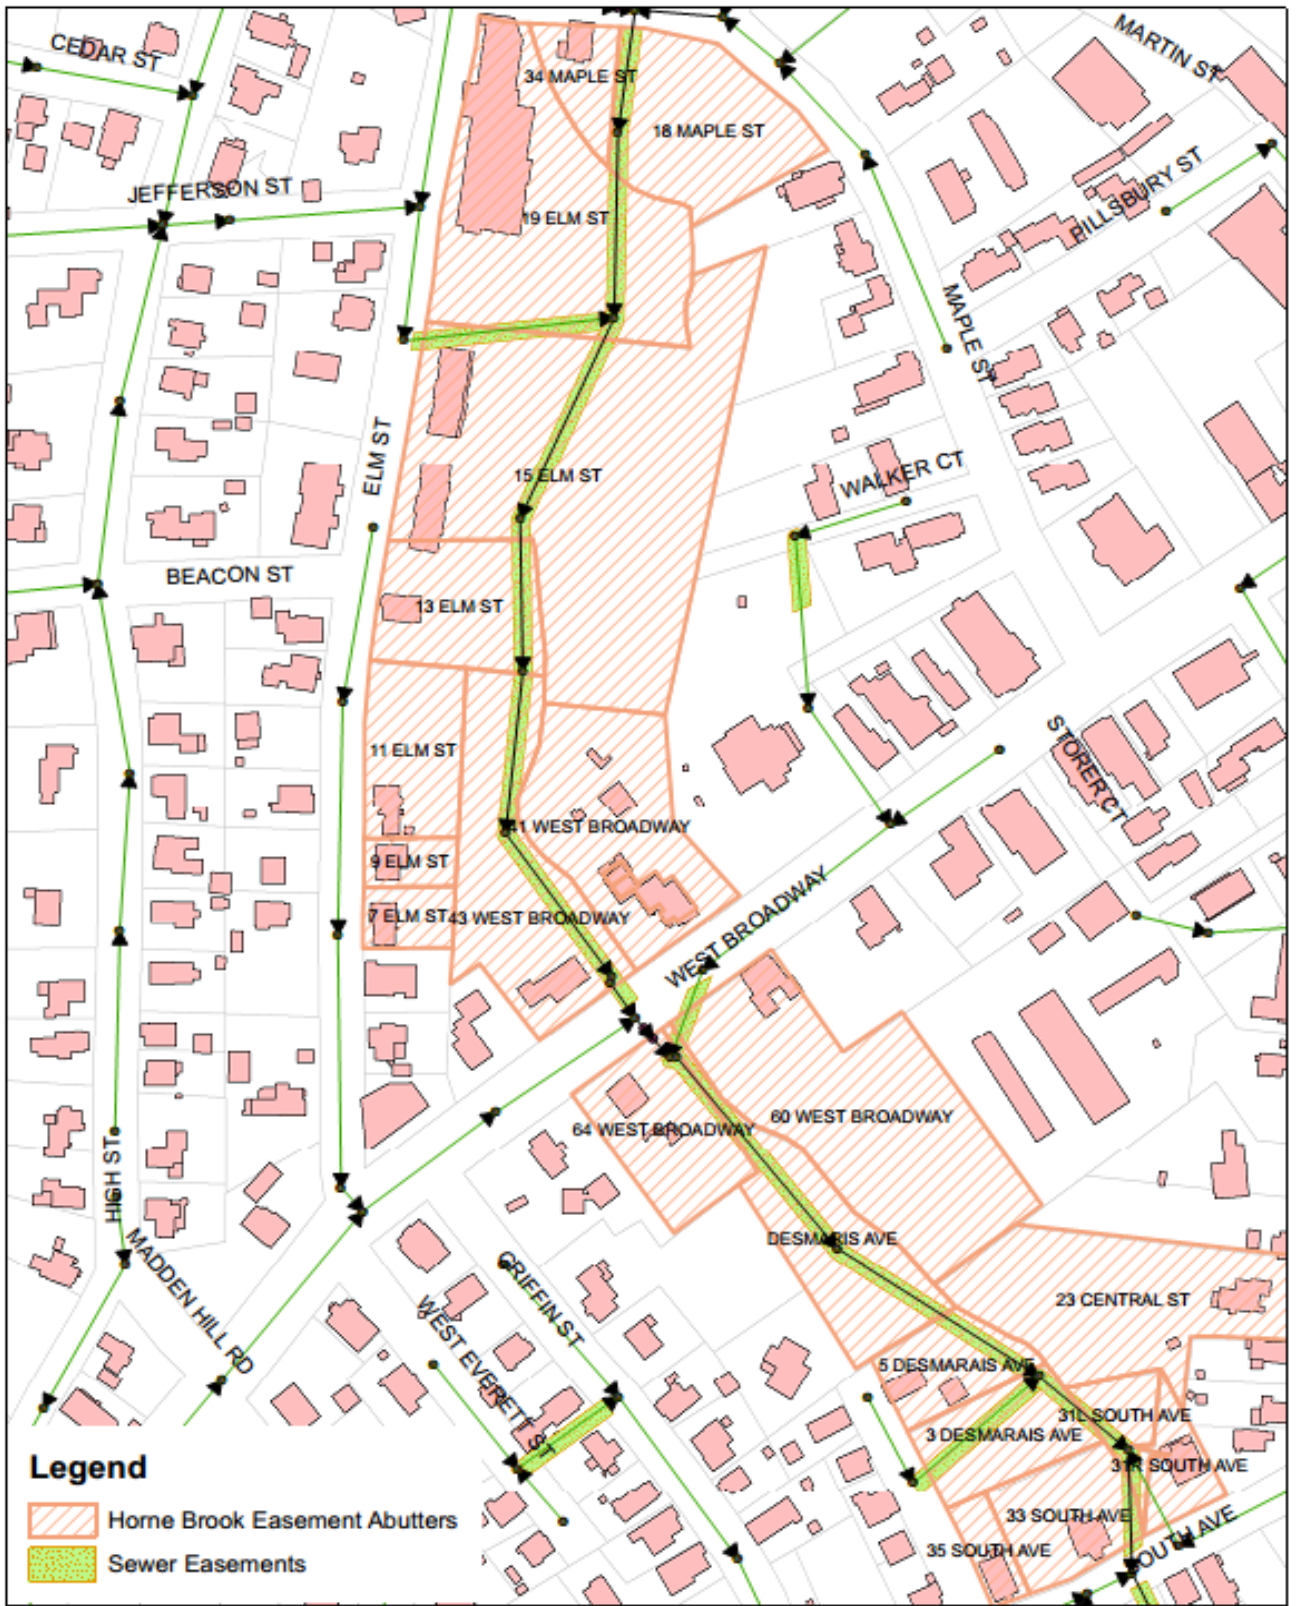 CEDAR ST
MARTIN ST
34 MAPLE ST
18 MAPLE ST
JEFFERSON ST
PILLSBURY ST
19 ELM ST
MAPLE ST
ELM ST
15 ELM ST
WALKER CT
BEACON ST
13 ELM ST
11 ELM ST
STORER CT
41 WEST BROADWAY
9 ELM ST
7 ELM ST
43 WEST BROADWAY
WEST BROADWAY
60 WEST BROADWAY
64 WEST BROADWAY
HIGH ST
DESMARIS AVE
MADDEN HILL RD
GRIFFIN ST
WEST EVERETT ST
23 CENTRAL ST
5 DESMARAIS AVE
31L SOUTH AVE
3 DESMARAIS AVE
31R SOUTH AVE
33 SOUTH AVE
35 SOUTH AVE
SOUTH AVE
Legend
Horne Brook Easement Abutters
Sewer Easements